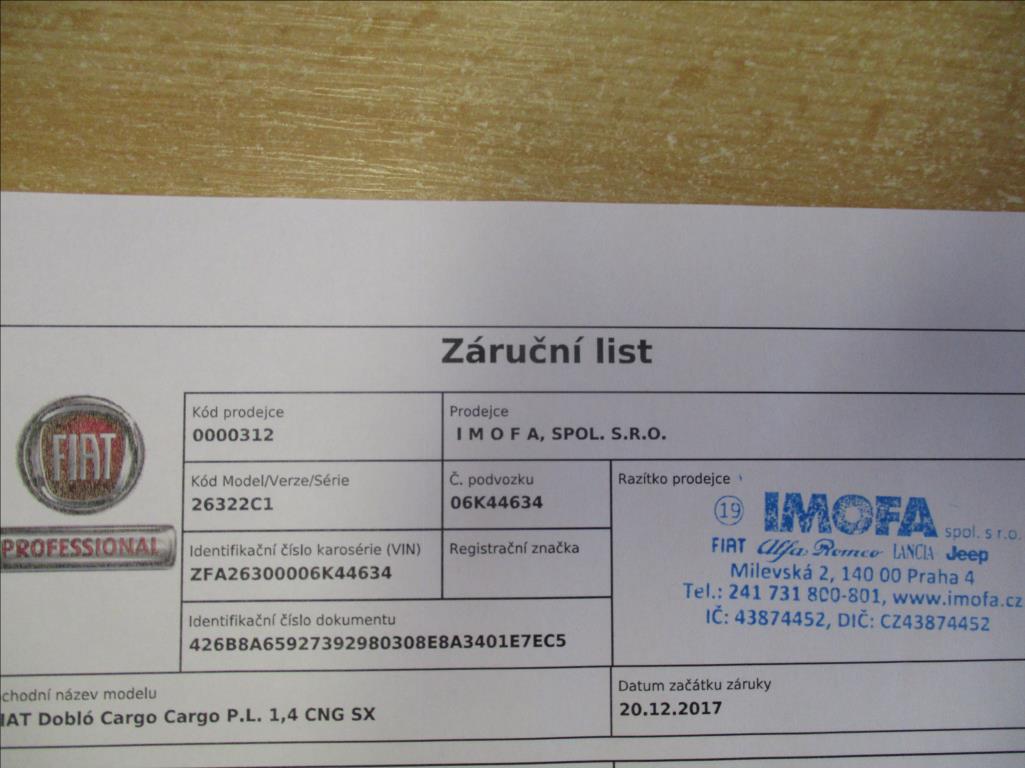 Záruční list
FIAT
PROFESSIONAL
Kód prodejce
0000312
Prodejce
I M O F A, SPOL. S.R.O.
Kód Model/Verze/Série
26322C1
Č. podvozku
06K44634
Razítko prodejce
19 IMOFA spol. s r.o.
FIAT Alfa Romeo LANCIA Jeep
Milevská 2, 140 00 Praha 4
Tel.: 241 731 800-801, www.imofa.cz
IČ: 43874452, DIČ: CZ43874452
Identifikační číslo karosérie (VIN)
ZFA26300006K44634
Registrační značka
Identifikační číslo dokumentu
426B8A65927392980308E8A3401E7EC5
chodní název modelu
IAT Dobló Cargo Cargo P.L. 1,4 CNG SX
Datum začátku záruky
20.12.2017